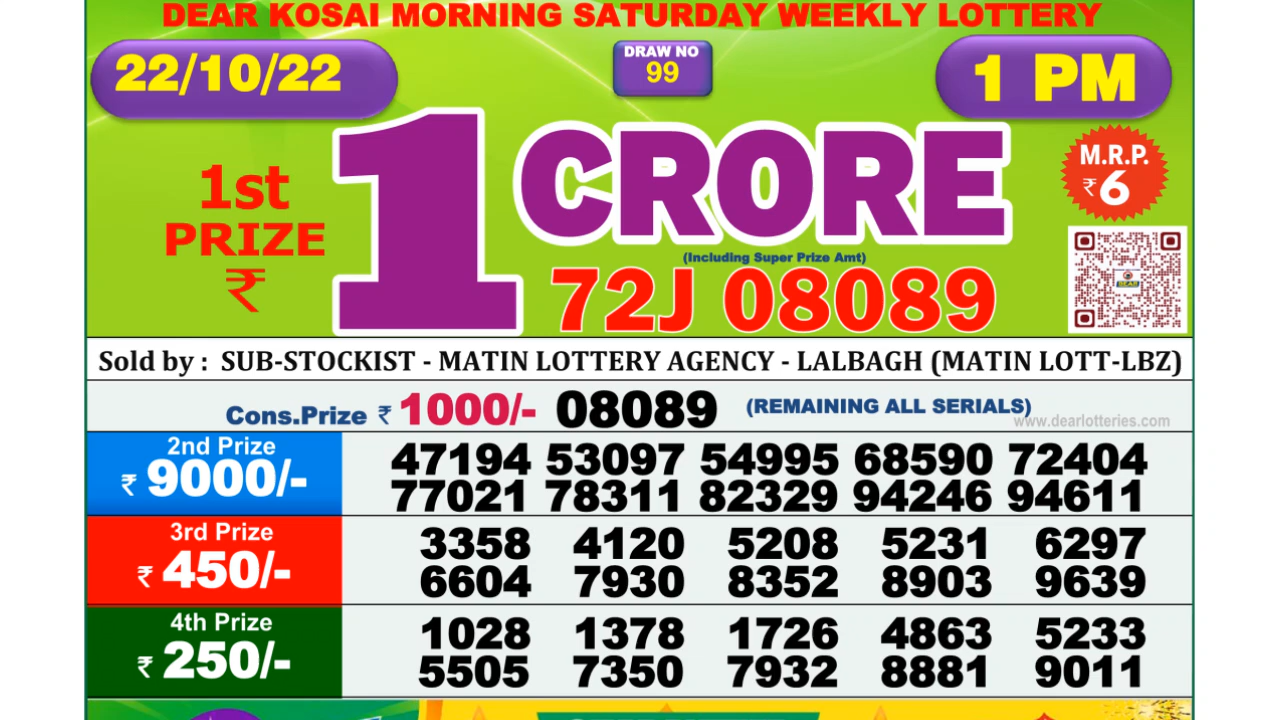 DEAR KOSAI MORNING SATURDAY WEEKLY LOTTERY
22/10/22
DRAW NO
99
1 PM
1st
PRIZE
₹
1 CRORE
M.R.P.
₹6
(Including Super Prize Amt)
72J 08089
DEAR
Sold by : SUB-STOCKIST - MATIN LOTTERY AGENCY - LALBAGH (MATIN LOTT-LBZ)
Cons.Prize ₹ 1000/- 08089 (REMAINING ALL SERIALS)
www.dearlotteries.com
2nd Prize
₹ 9000/-
47194 53097 54995 68590 72404
77021 78311 82329 94246 94611
3rd Prize
₹ 450/-
3358 4120 5208 5231 6297
6604 7930 8352 8903 9639
4th Prize
₹ 250/-
1028 1378 1726 4863 5233
5505 7350 7932 8881 9011